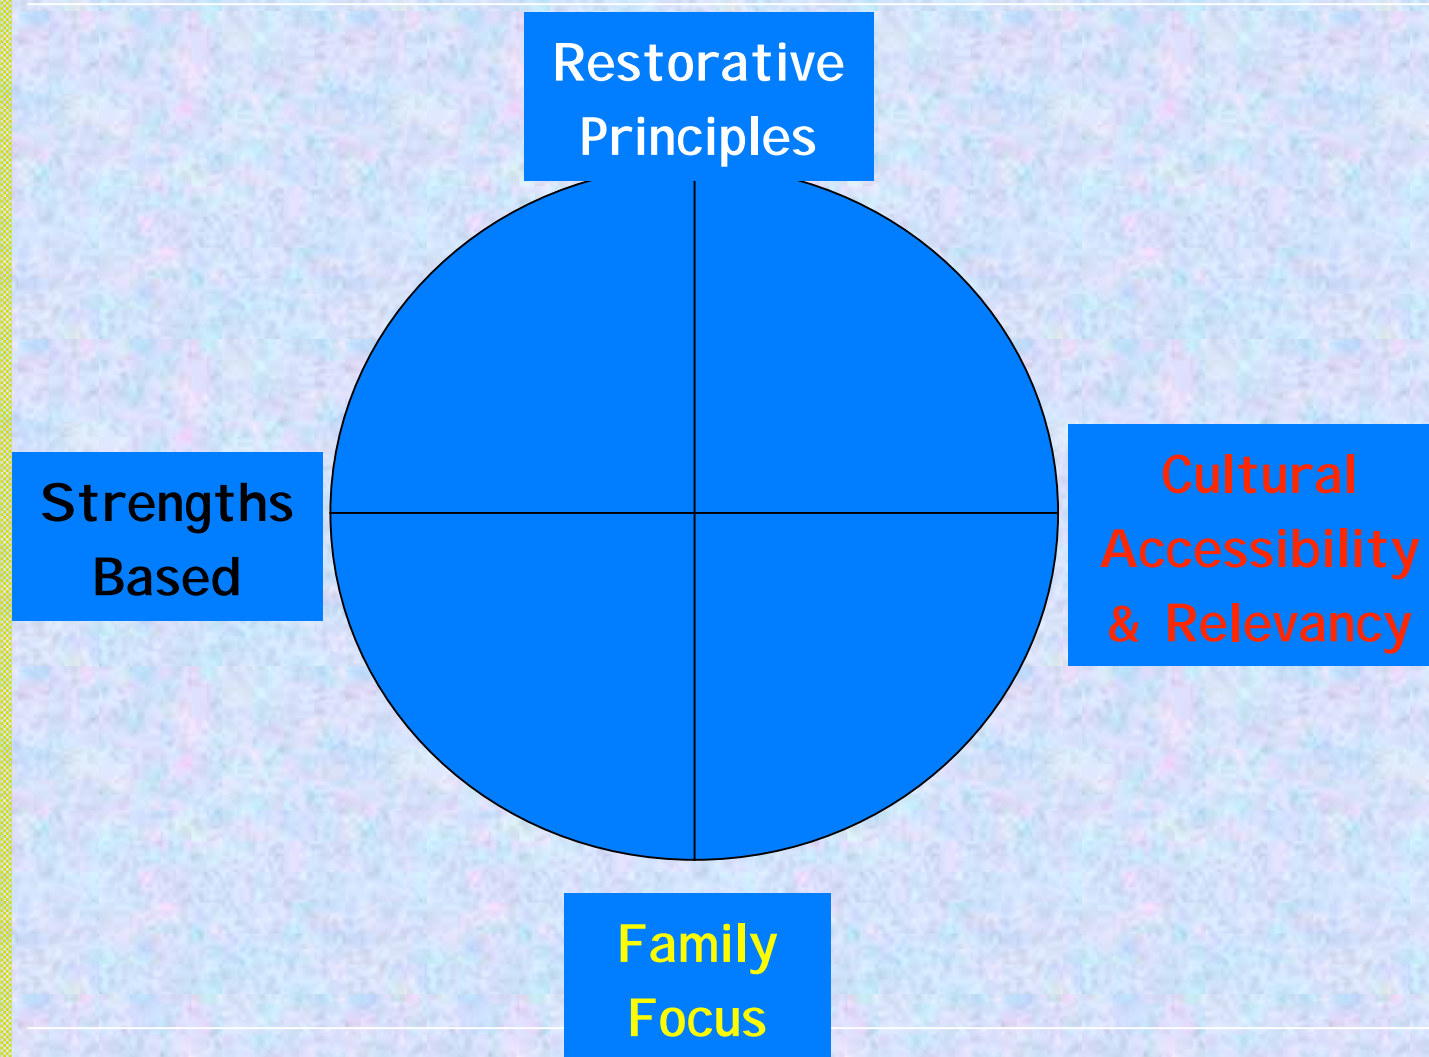 Restorative
Principles
Strengths
Based
Cultural
Accessibility
& Relevancy
Family
Focus